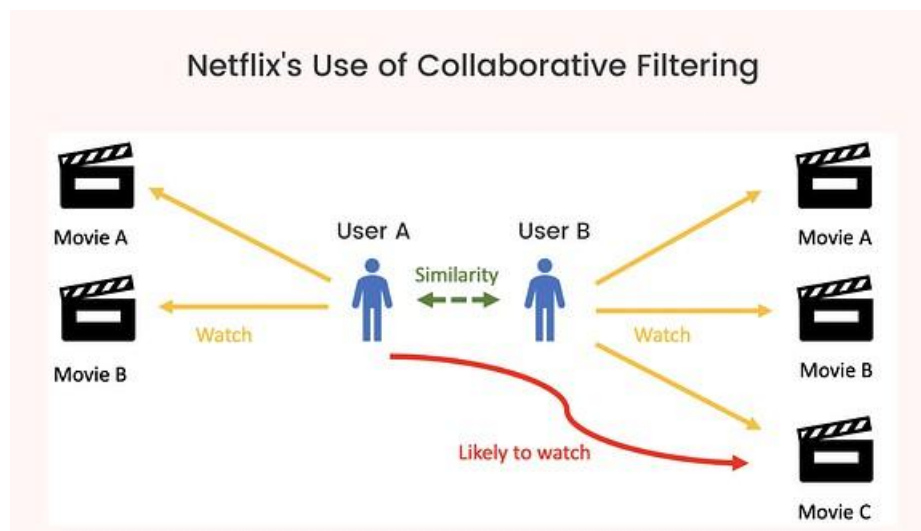 Netflix's Use of Collaborative Filtering
Movie A
User A
User B
Movie A
Similarity
Watch
Watch
Movie B
Movie B
Likely to watch
Movie C